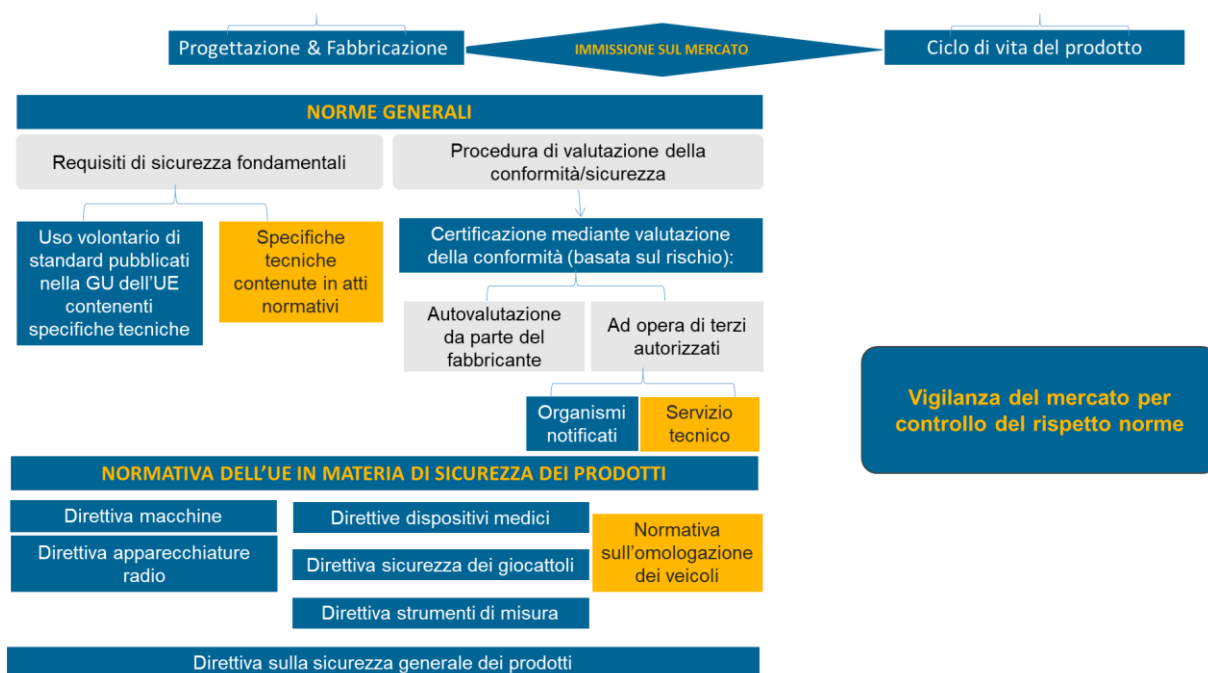 Progettazione & Fabbricazione
IMMISSIONE SUL MERCATO
Ciclo di vita del prodotto
NORME GENERALI
Requisiti di sicurezza fondamentali
Procedura di valutazione della
conformità/sicurezza
Uso volontario di
standard pubblicati
nella GU dell'UE
contenenti
specifiche tecniche
Specifiche
tecniche
contenute in atti
normativi
Certificazione mediante valutazione
della conformità (basata sul rischio):
Autovalutazione
da parte del
fabbricante
Ad opera di terzi
autorizzati
Organismi
notificati
Servizio
tecnico
Vigilanza del mercato per
controllo del rispetto norme
NORMATIVA DELL'UE IN MATERIA DI SICUREZZA DEI PRODOTTI
Direttiva macchine
Direttiva apparecchiature
radio
Direttive dispositivi medici
Direttiva sicurezza dei giocattoli
Direttiva strumenti di misura
Normativa
sull'omologazione
dei veicoli
Direttiva sulla sicurezza generale dei prodotti